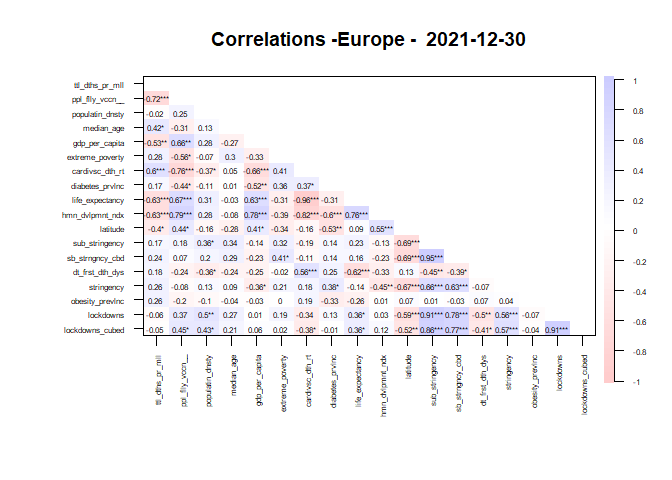 Correlations -Europe - 2021-12-30
ttl_dths_pr_mll
ppl_flly_vccn__ -0.72***
populatin_dnsty -0.02 0.25
median_age 0.42* -0.31 0.13
gdp_per_capita -0.53** 0.66** 0.28 -0.27
extreme_poverty 0.28 -0.56* -0.07 0.3 -0.33
cardivsc_dth_rt 0.6*** -0.76*** -0.37* 0.05 -0.66*** 0.41
diabetes_prvlnc 0.17 -0.44* -0.11 0.01 -0.52** 0.36 0.37*
life_expectancy -0.63*** 0.67*** 0.31 -0.03 0.63*** -0.31 -0.96*** -0.31
hmn_dvlpmnt_ndx -0.63*** 0.79*** 0.28 -0.08 0.78*** -0.39 -0.82*** -0.6*** 0.76***
latitude -0.4* 0.44* -0.16 -0.28 0.41* -0.34 -0.16 -0.53** 0.09 0.55***
sub_stringency 0.17 0.18 0.36* 0.34 -0.14 0.32 -0.19 0.14 0.23 -0.13 -0.69***
sb_strngncy_cbd 0.24 0.07 0.2 0.29 -0.23 0.41* -0.11 0.14 0.16 -0.23 -0.69*** 0.95***
dt_frst_dth_dys 0.18 -0.24 -0.36* -0.24 -0.25 -0.02 0.56*** 0.25 -0.62*** -0.33 0.13 -0.45** -0.39*
stringency 0.26 -0.08 0.13 0.09 -0.36* 0.21 0.18 0.38* -0.14 -0.45** -0.67*** 0.66*** 0.63*** -0.07
obesity_prevlnc 0.26 -0.2 -0.1 -0.04 -0.03 0 0.19 -0.33 -0.26 0.01 0.07 0.01 -0.03 0.07 0.04
lockdowns -0.06 0.37 0.5** 0.27 0.01 0.19 -0.34 0.13 0.36* 0.03 -0.59*** 0.91*** 0.78*** -0.5** 0.56*** -0.07
lockdowns_cubed -0.05 0.45* 0.43* 0.21 0.06 0.02 -0.38* -0.01 0.36* 0.12 -0.52** 0.86*** 0.77*** -0.41* 0.57*** -0.04 0.91***
ttl_dths_pr_mll
ppl_flly_vccn__
populatin_dnsty
median_age
gdp_per_capita
extreme_poverty
cardivsc_dth_rt
diabetes_prvlnc
life_expectancy
hmn_dvlpmnt_ndx
latitude
sub_stringency
sb_strngncy_cbd
dt_frst_dth_dys
stringency
obesity_prevlnc
lockdowns
lockdowns_cubed
1
0.8
0.6
0.4
0.2
0
-0.2
-0.4
-0.6
-0.8
-1